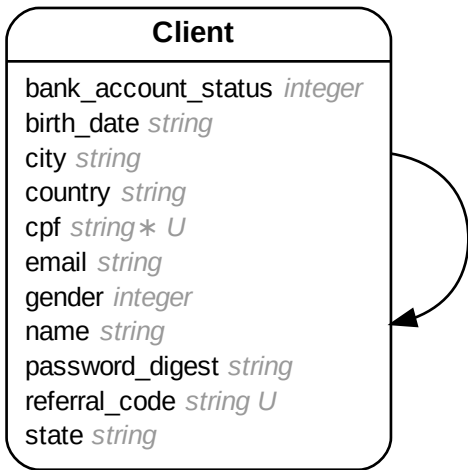 Client
bank_account_status integer
birth_date string
city string
country string
cpf string∗ U
email string
gender integer
name string
password_digest string
referral_code string U
state string